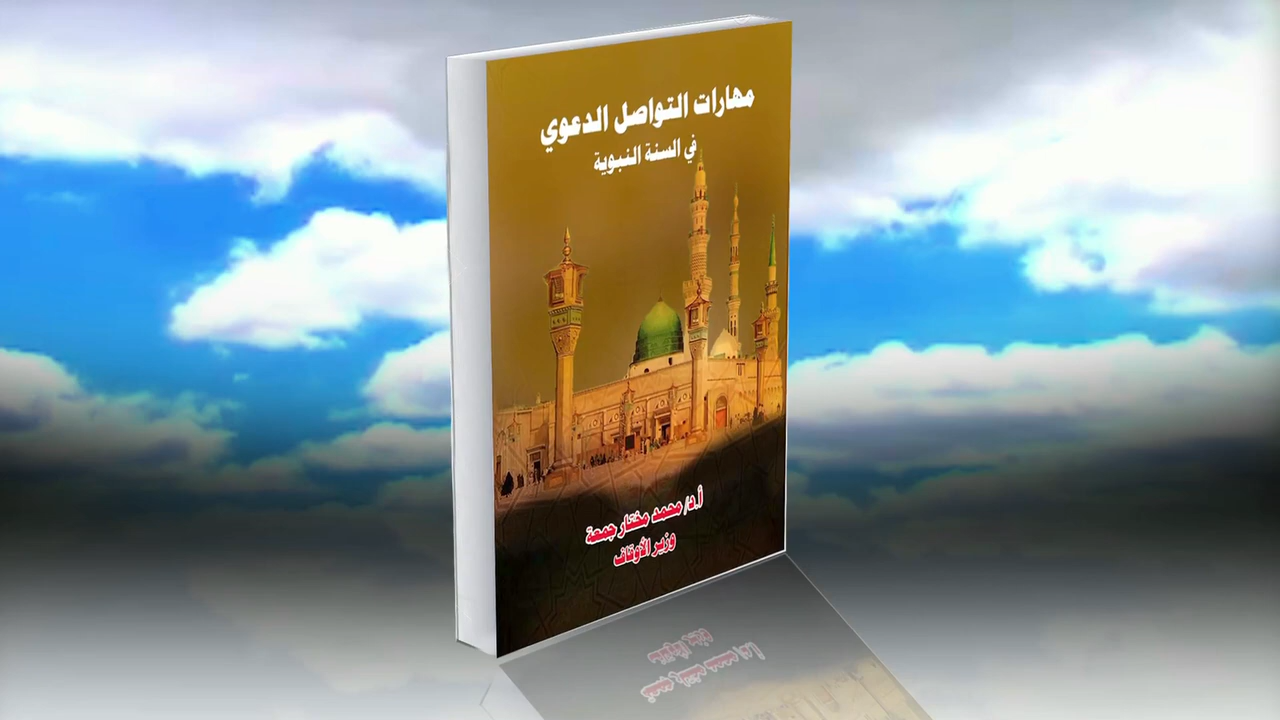 مهارات التواصل الدعوي
في السنة النبوية
أ.د/ محمد مختار جمعة
وزير الأوقاف